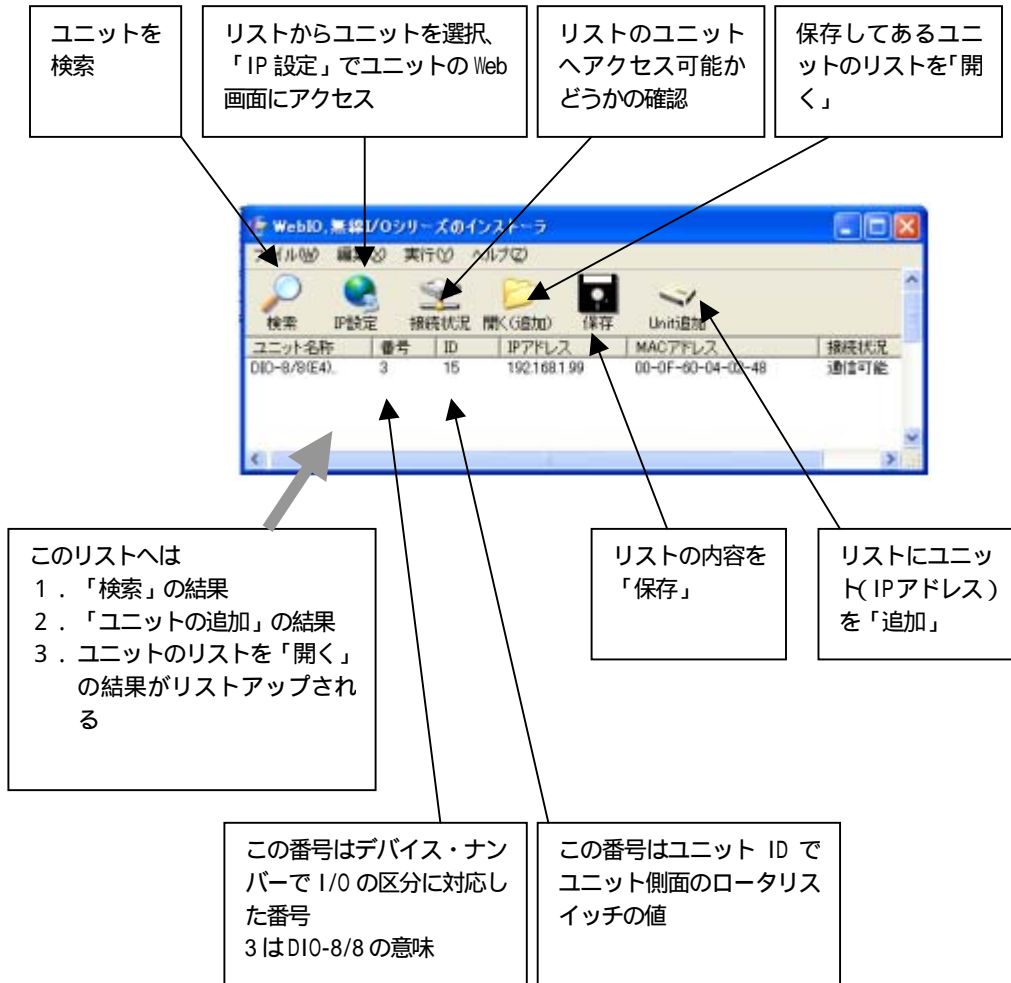 ユニットを
検索
リストからユニットを選択、
「IP 設定」でユニットの Web
画面にアクセス
リストのユニット
へアクセス可能か
どうかの確認
保存してあるユニ
ットのリストを「開
く」
WebIO,無線I/Oシリーズのインストーラ
ファイル(W) 編集(X) 実行(Y) ヘルプ(Z)
検索 IP設定 接続状況 開く(追加) 保存 Unit追加
ユニット名称 番号 ID IPアドレス MACアドレス 接続状況
DIO-8/8(E4).. 3 15 192.168.1.99 00-0F-60-04-02-48 通信可能
このリストへは
1．「検索」の結果
2．「ユニットの追加」の結果
3．ユニットのリストを「開く」
の結果がリストアップされ
る
リストの内容を
「保存」
リストにユニッ
ト(IPアドレス)
を「追加」
この番号はデバイス・ナン
バーで I/O の区分に対応し
た番号
3 は DIO-8/8 の意味
この番号はユニット ID で
ユニット側面のロータリス
イッチの値